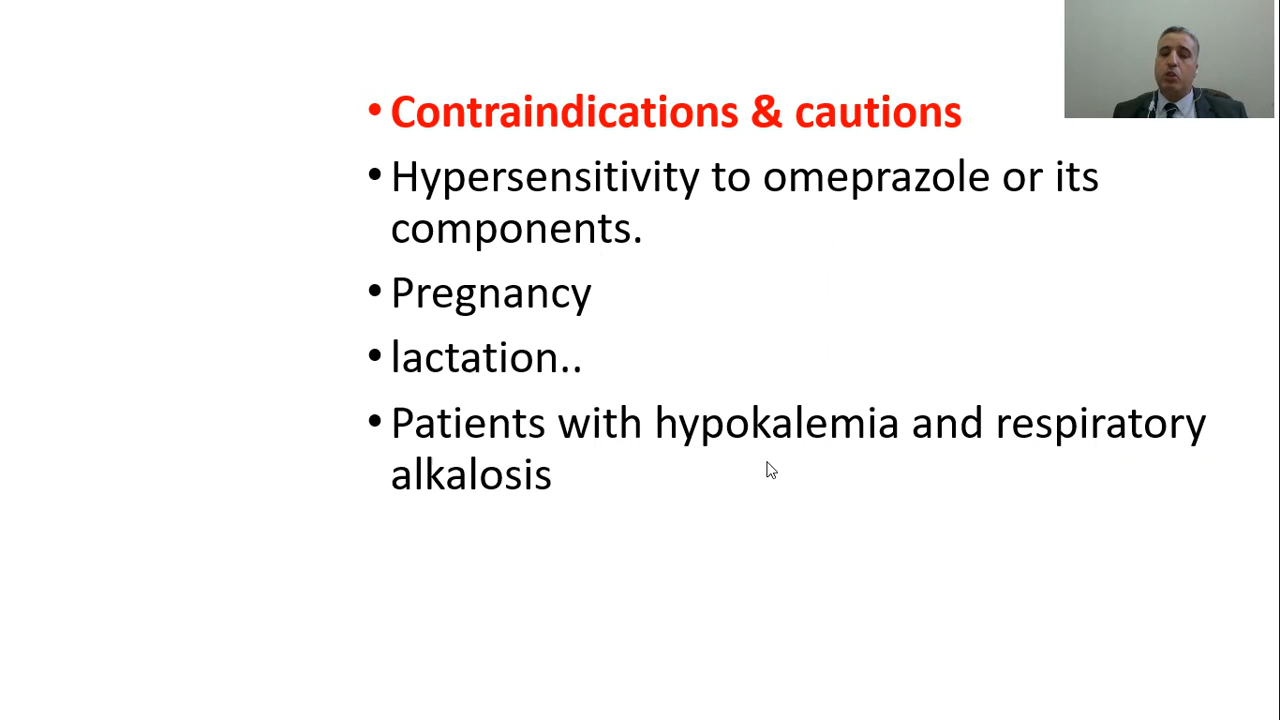 • Contraindications & cautions
• Hypersensitivity to omeprazole or its
components.
• Pregnancy
• lactation..
• Patients with hypokalemia and respiratory
alkalosis